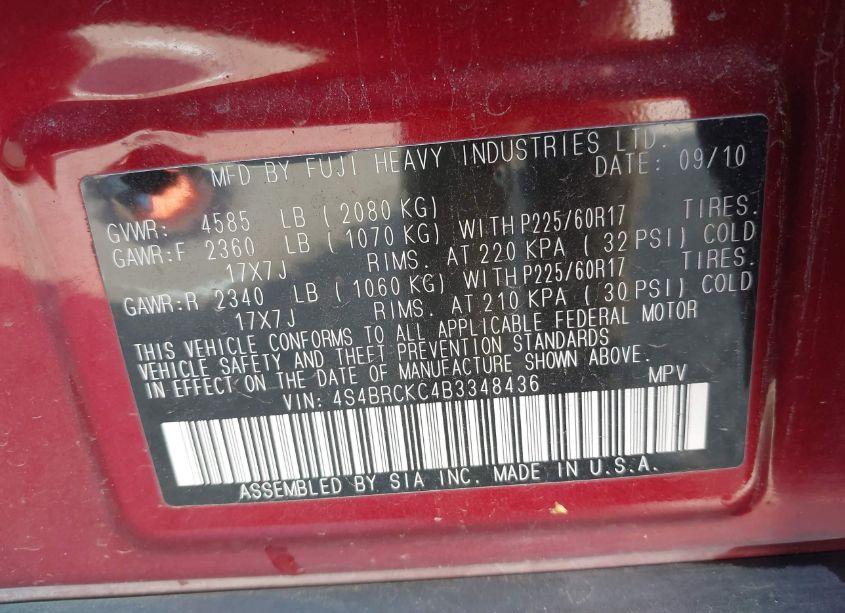 MFD BY FUJI HEAVY INDUSTRIES LTD.
DATE: 09/10
GVWR: 4585 LB ( 2080 KG)
GAWR:F 2360 LB ( 1070 KG) WITH P225/60R17 TIRES.
17X7J RIMS. AT 220 KPA ( 32 PSI) COLD
GAWR:R 2340 LB ( 1060 KG) WITH P225/60R17 TIRES.
17X7J RIMS. AT 210 KPA ( 30 PSI) COLD
THIS VEHICLE CONFORMS TO ALL APPLICABLE FEDERAL MOTOR
VEHICLE SAFETY AND THEFT PREVENTION STANDARDS
IN EFFECT ON THE DATE OF MANUFACTURE SHOWN ABOVE.
VIN: 4S4BRCKC4B3348436 MPV
ASSEMBLED BY SIA INC. MADE IN U.S.A.